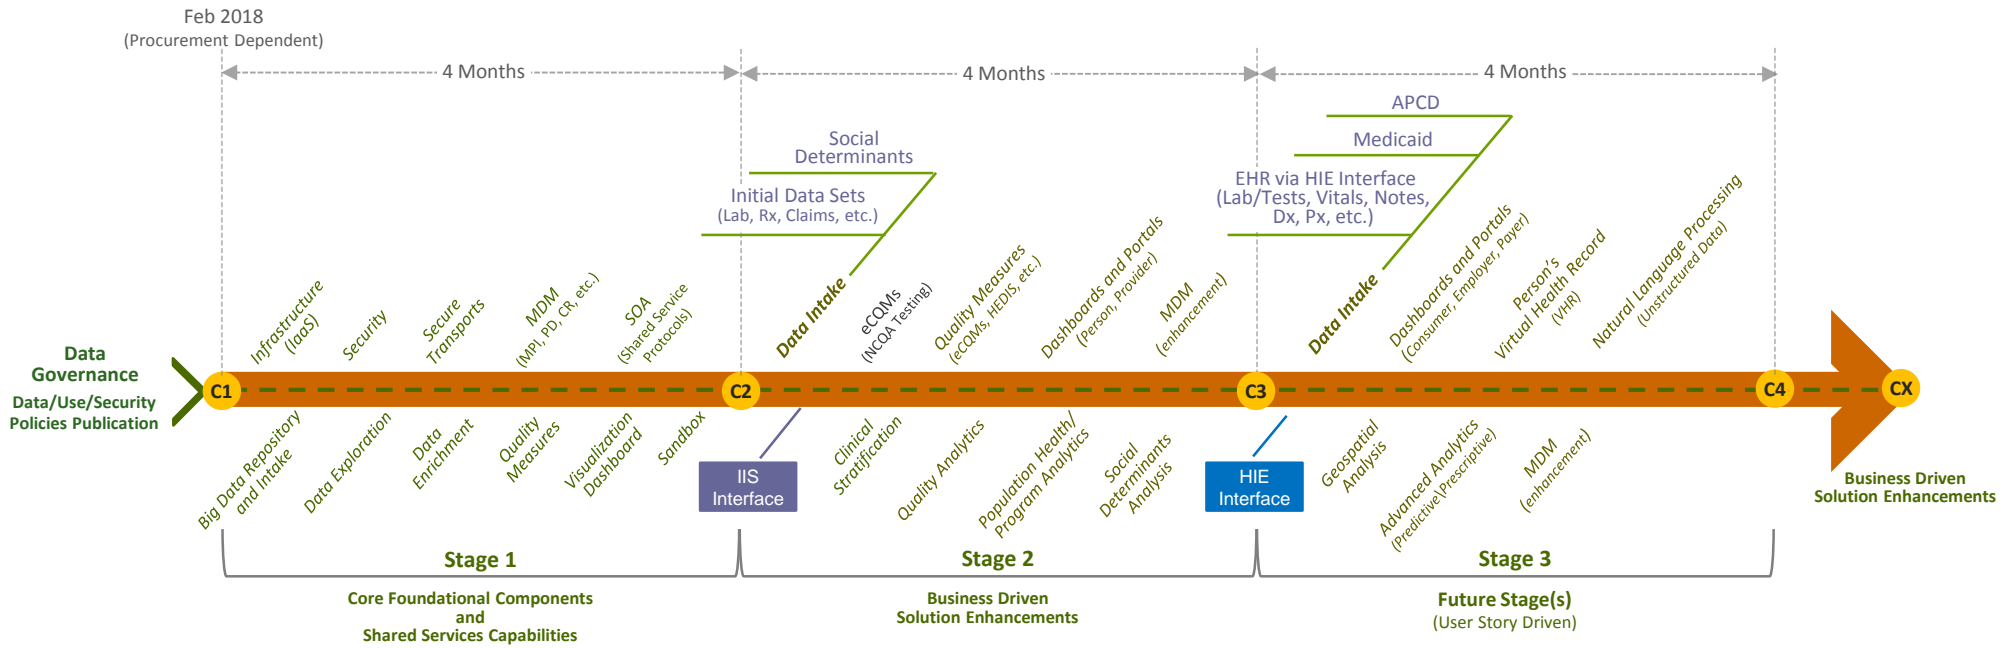 Feb 2018
(Procurement Dependent)
4 Months
4 Months
4 Months
Social
Determinants
Initial Data Sets
(Lab, Rx, Claims, etc.)
APCD
Medicaid
EHR via HIE Interface
(Lab/Tests, Vitals, Notes,
Dx, Px, etc.)
Data
Governance
Data/Use/Security
Policies Publication
Infrastructure
(IaaS)
Security
Secure
Transports
MDM
(MPI, PD, CR, etc.)
SOA
(Shared Service
Protocols)
Data Intake
eCQMs
(NCQA Testing)
Quality Measures
(eCQMs, HEDIS, etc.)
Dashboards and Portals
(Person, Provider)
MDM
(enhancement)
Data Intake
Dashboards and Portals
(Consumer, Employer, Payer)
Person's
Virtual Health Record
(VHR)
Natural Language Processing
(Unstructured Data)
C1
C2
C3
C4
CX
Big Data Repository
and Intake
Data Exploration
Data
Enrichment
Quality
Measures
Visualization
Dashboard
Sandbox
IIS
Interface
Clinical
Stratification
Quality Analytics
Population Health/
Program Analytics
Social
Determinants
Analysis
HIE
Interface
Geospatial
Analysis
Advanced Analytics
(Predictive\Prescriptive)
MDM
(enhancement)
Business Driven
Solution Enhancements
Stage 1
Core Foundational Components
and
Shared Services Capabilities
Stage 2
Business Driven
Solution Enhancements
Stage 3
Future Stage(s)
(User Story Driven)